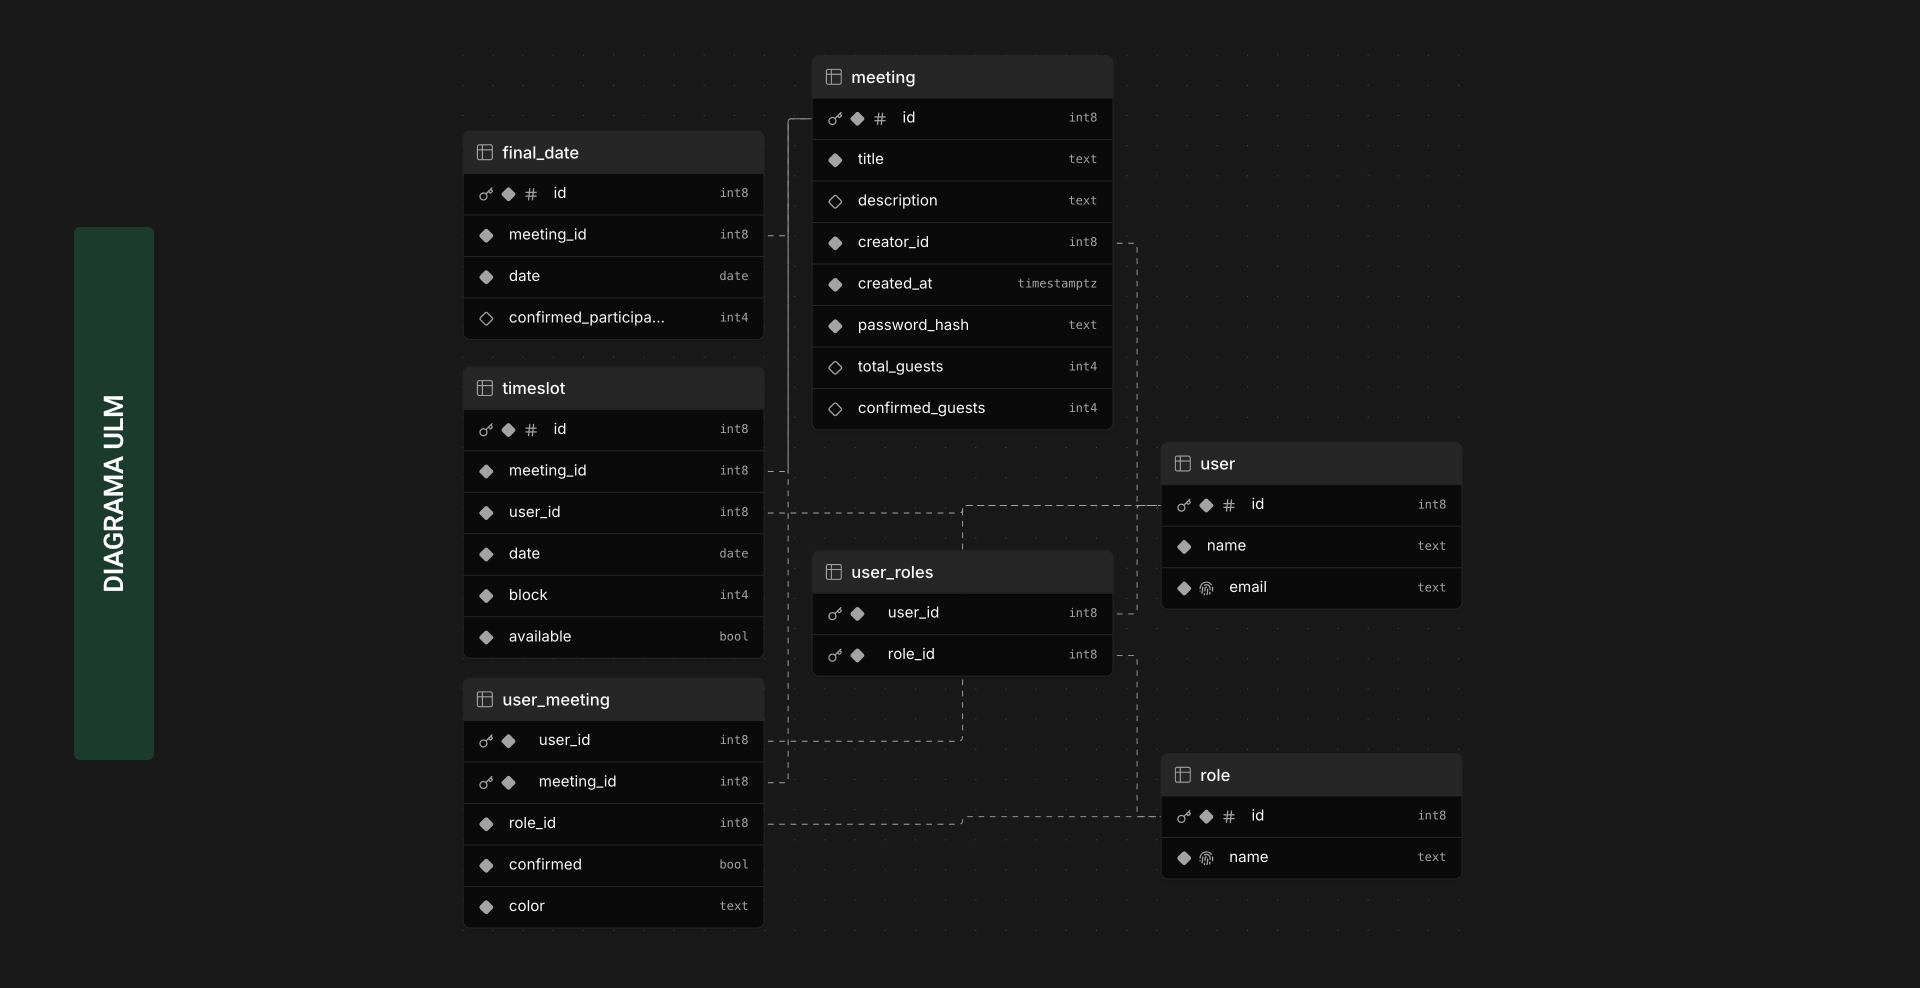 DIAGRAMA ULM
final_date
id int8
meeting_id int8
date date
confirmed_participa... int4
timeslot
id int8
meeting_id int8
user_id int8
date date
block int4
available bool
user_meeting
user_id int8
meeting_id int8
role_id int8
confirmed bool
color text
meeting
id int8
title text
description text
creator_id int8
created_at timestamptz
password_hash text
total_guests int4
confirmed_guests int4
user_roles
user_id int8
role_id int8
user
id int8
name text
email text
role
id int8
name text